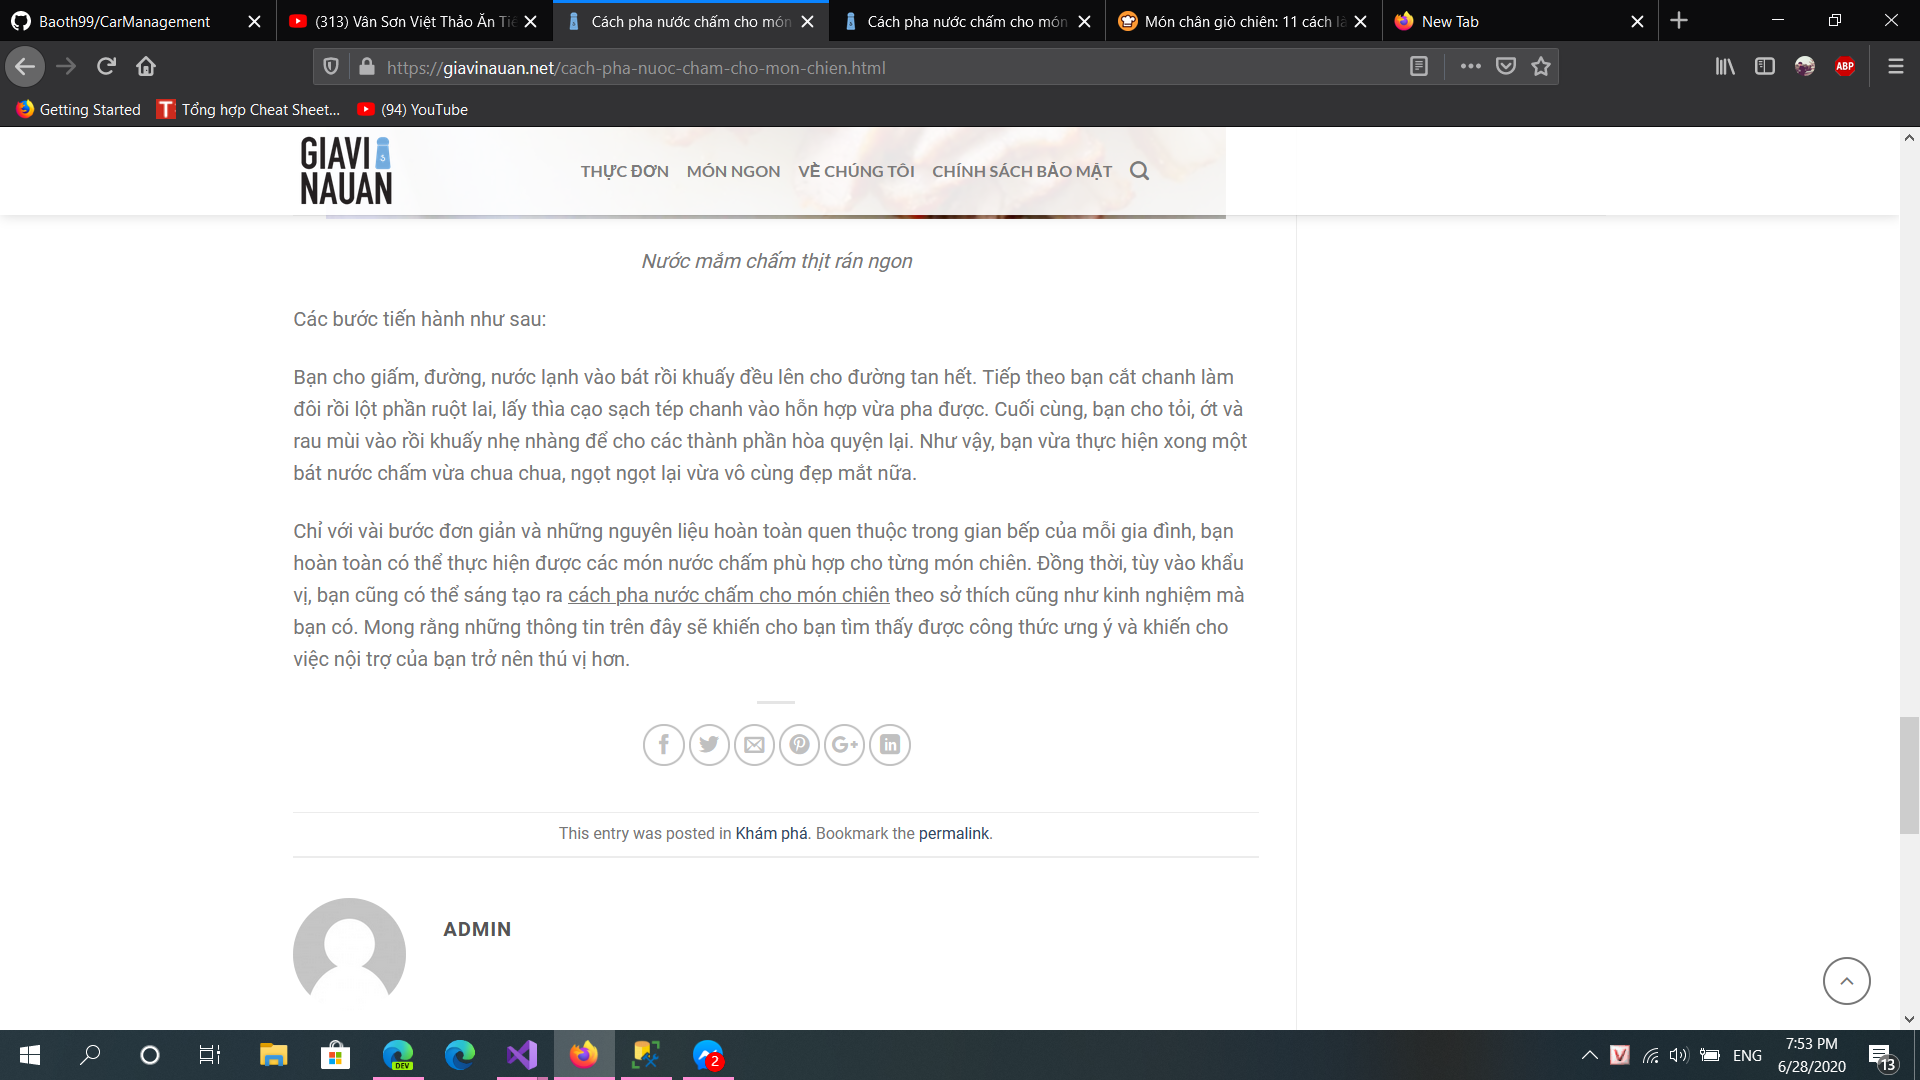 Baoth99/CarManagement
(313) Vân Sơn Việt Thảo Ăn Tiế
Cách pha nước chấm cho món
Cách pha nước chấm cho món
Món chân giò chiên: 11 cách là
New Tab
https://giavinauan.net/cach-pha-nuoc-cham-cho-mon-chien.html
ABP
Getting Started
Tổng hợp Cheat Sheet...
(94) YouTube
GIAVI
NAUAN
THỰC ĐƠN
MÓN NGON
VỀ CHÚNG TÔI
CHÍNH SÁCH BẢO MẬT
Nước mắm chấm thịt rán ngon
Các bước tiến hành như sau:
Bạn cho giấm, đường, nước lạnh vào bát rồi khuấy đều lên cho đường tan hết. Tiếp theo bạn cắt chanh làm
đôi rồi lột phần ruột lai, lấy thìa cạo sạch tép chanh vào hỗn hợp vừa pha được. Cuối cùng, bạn cho tỏi, ớt và
rau mùi vào rồi khuấy nhẹ nhàng để cho các thành phần hòa quyện lại. Như vậy, bạn vừa thực hiện xong một
bát nước chấm vừa chua chua, ngọt ngọt lại vừa vô cùng đẹp mắt nữa.
Chỉ với vài bước đơn giản và những nguyên liệu hoàn toàn quen thuộc trong gian bếp của mỗi gia đình, bạn
hoàn toàn có thể thực hiện được các món nước chấm phù hợp cho từng món chiên. Đồng thời, tùy vào khẩu
vị, bạn cũng có thể sáng tạo ra cách pha nước chấm cho món chiên theo sở thích cũng như kinh nghiệm mà
bạn có. Mong rằng những thông tin trên đây sẽ khiến cho bạn tìm thấy được công thức ưng ý và khiến cho
việc nội trợ của bạn trở nên thú vị hơn.
This entry was posted in Khám phá. Bookmark the permalink.
ADMIN
DEV
2
ENG
7:53 PM
6/28/2020
13